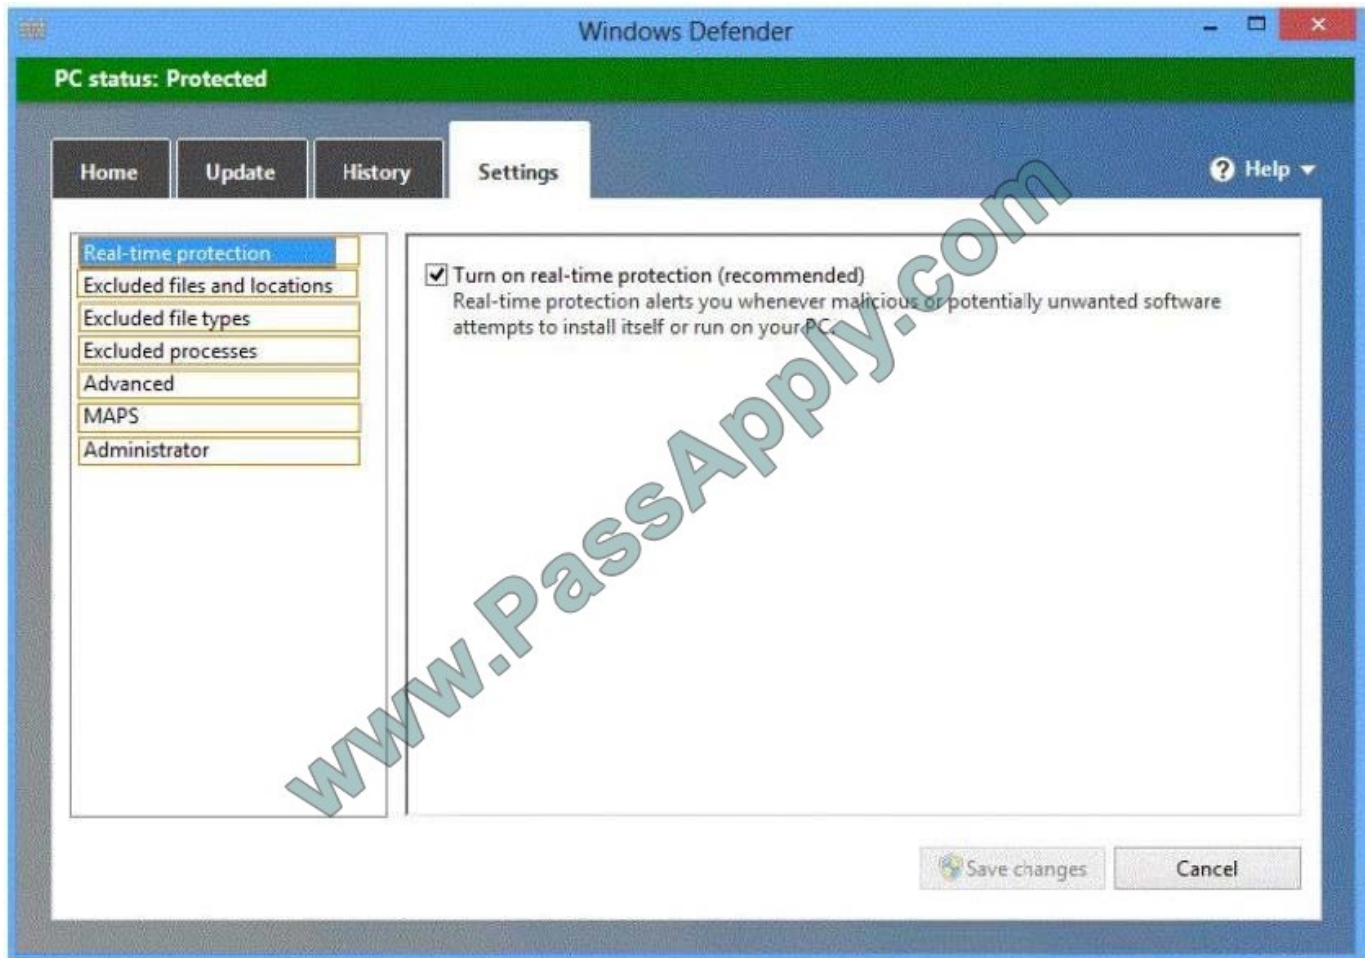 Windows Defender
PC status: Protected
Home
Update
History
Settings
Help
Real-time protection
Excluded files and locations
Excluded file types
Excluded processes
Advanced
MAPS
Administrator
Turn on real-time protection (recommended)
Real-time protection alerts you whenever malicious or potentially unwanted software
attempts to install itself or run on your PC.
www.PassApply.com
Save changes
Cancel